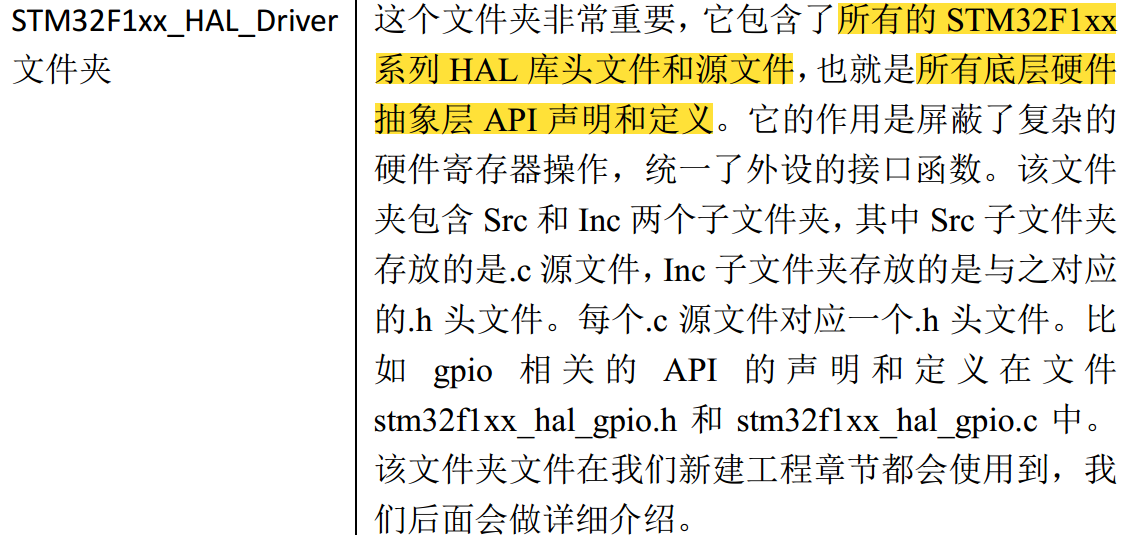 STM32F1xx_HAL_Driver
文件夹
这个文件夹非常重要，它包含了所有的 STM32F1xx
系列 HAL 库头文件和源文件，也就是所有底层硬件
抽象层 API 声明和定义。它的作用是屏蔽了复杂的
硬件寄存器操作，统一了外设的接口函数。该文件
夹包含 Src 和 Inc 两个子文件夹，其中 Src 子文件夹
存放的是.c 源文件，Inc 子文件夹存放的是与之对应
的.h 头文件。每个.c 源文件对应一个.h 头文件。比
如 gpio 相关的 API 的声明和定义在文件
stm32f1xx_hal_gpio.h 和 stm32f1xx_hal_gpio.c 中。
该文件夹文件在我们新建工程章节都会使用到，我
们后面会做详细介绍。